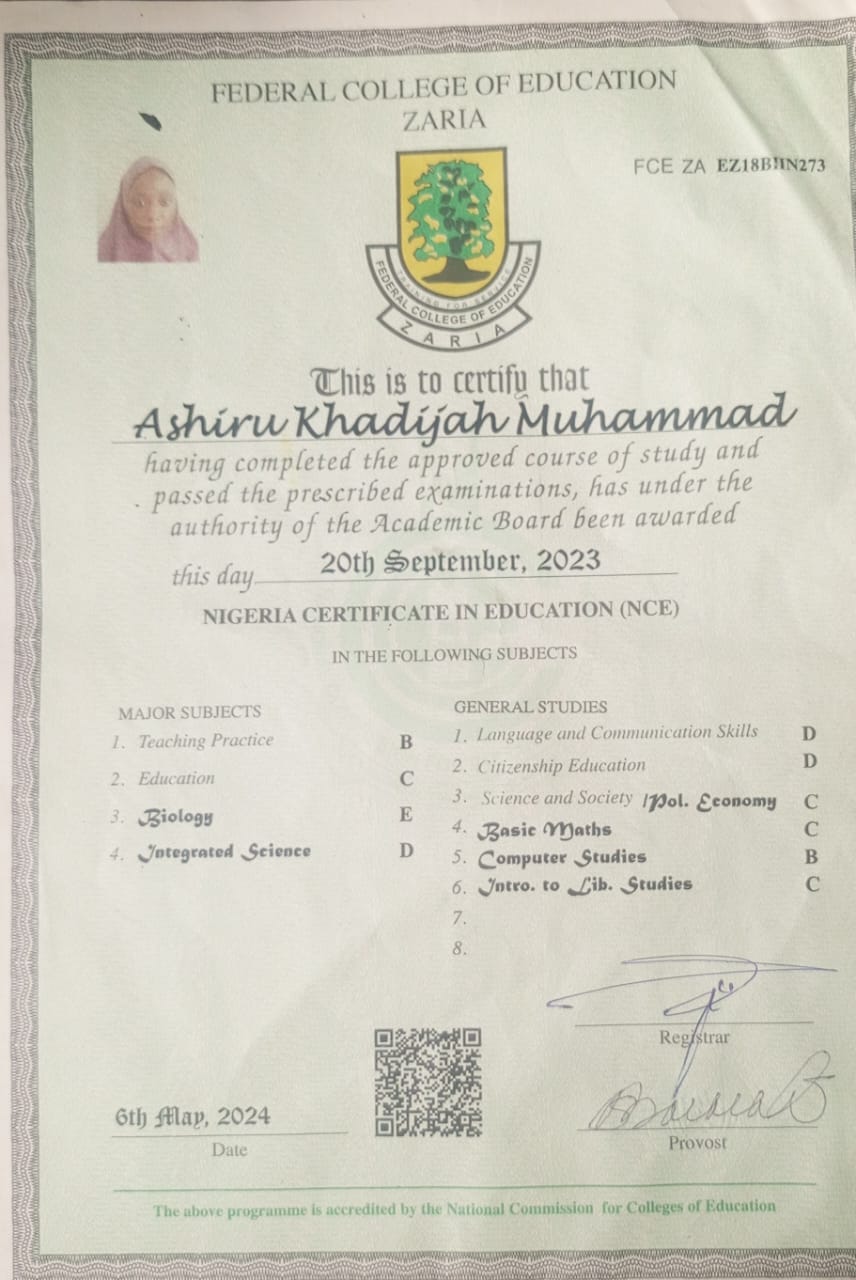 FEDERAL COLLEGE OF EDUCATION
ZARIA
FCE ZA
TRAINING FOR SERVICE
FEDERAL COLLEGE OF EDUCATION
ZARIA
This is to certify that
Ashiru Khadijah Muhammad
having completed the approved course of study and
passed the prescribed examinations, has under the
authority of the Academic Board been awarded
this day 20th September, 2023
NIGERIA CERTIFICATE IN EDUCATION (NCE)
IN THE FOLLOWING SUBJECTS
MAJOR SUBJECTS
1. Teaching Practice B
2. Education C
3. Biology E
4. Integrated Science D
GENERAL STUDIES
1. Language and Communication Skills D
2. Citizenship Education D
3. Science and Society /Pol. Economy C
4. Basic Maths C
5. Computer Studies B
6. Intro. to Lib. Studies C
7.
8.
Registrar
6th May, 2024
Date
Provost
The above programme is accredited by the National Commission for Colleges of Education